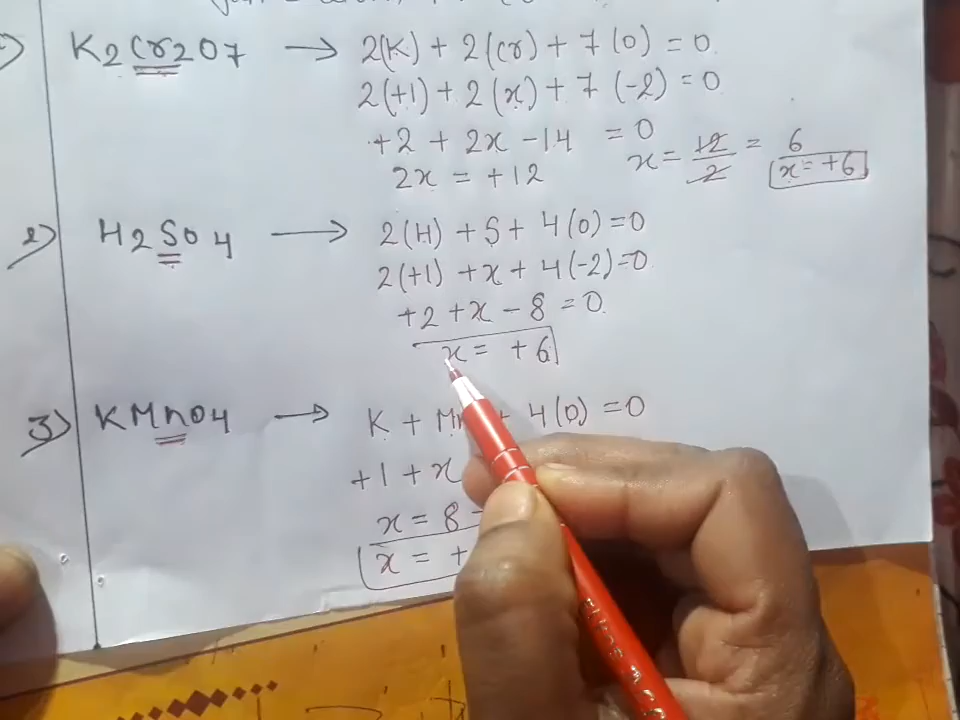 K2Cr2O7 → 2(K) + 2(Cr) + 7(O) = 0
2(+1) + 2(x) + 7(-2) = 0
+2 + 2x - 14 = 0
2x = +12 x = +12/2 = 6
x = +6
2) H2SO4 → 2(H) + S + 4(O) = 0
2(+1) + x + 4(-2) = 0
+2 + x - 8 = 0
x = +6
3) KMnO4 → K + Mn + 4(O) = 0
+1 + x
x = 8 -
x = +